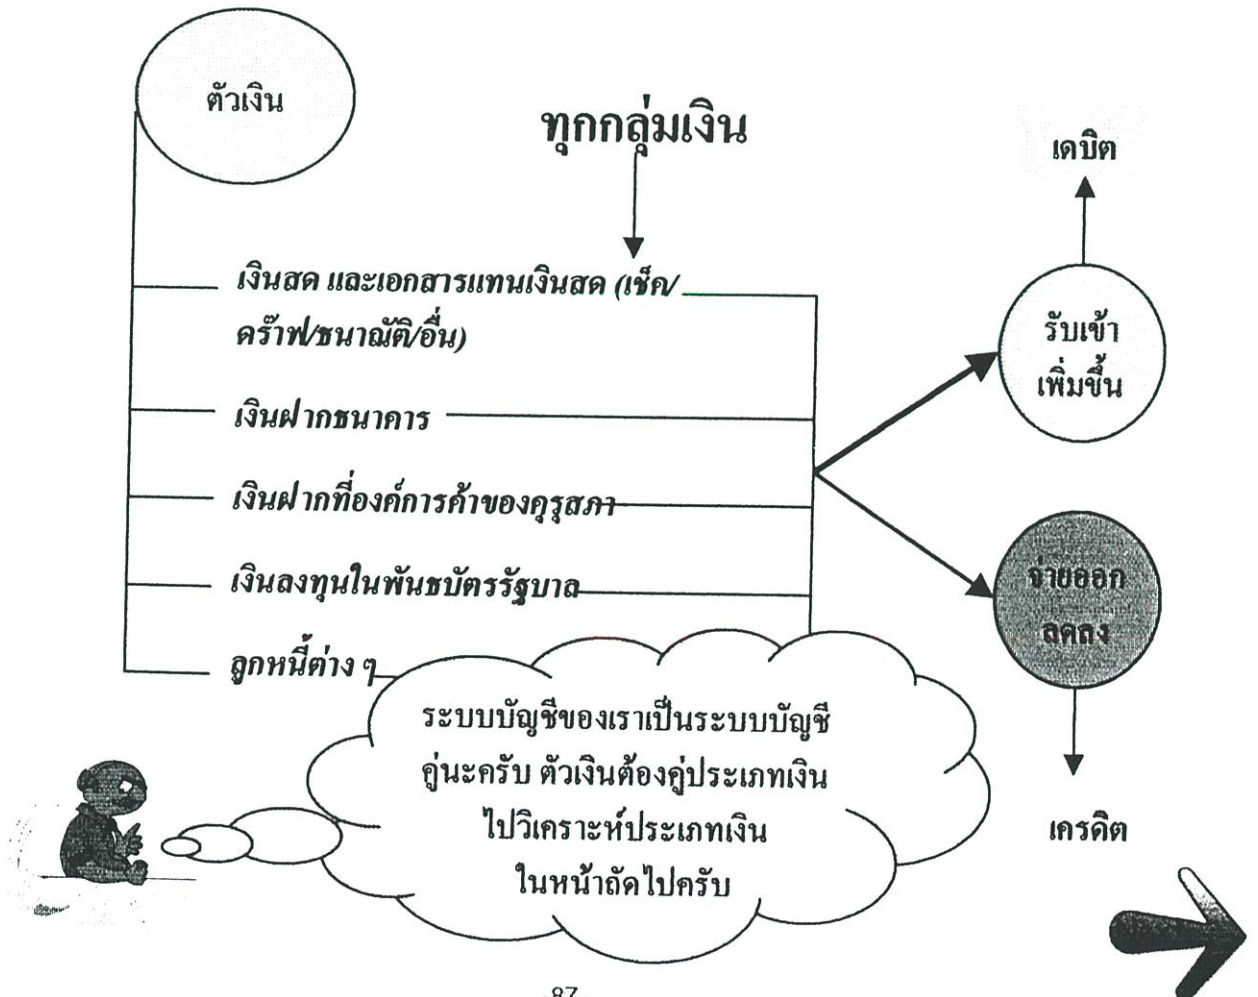 ตัวเงิน
ทุกกลุ่มเงิน
เดบิต
เงินสด และเอกสารแทนเงินสด (เช็ค/
ดร๊าฟ/ธนาณัติ/อื่น)
รับเข้า
เพิ่มขึ้น
เงินฝากธนาคาร
เงินฝากที่องค์การค้าของคุรุสภา
เงินลงทุนในพันธบัตรรัฐบาล
จ่ายออก
ลดลง
ลูกหนี้ต่าง ๆ
ระบบบัญชีของเราเป็นระบบบัญชี
คู่นะครับ ตัวเงินต้องคู่ประเภทเงิน
ไปวิเคราะห์ประเภทเงิน
ในหน้าถัดไปครับ
เครดิต
-87-